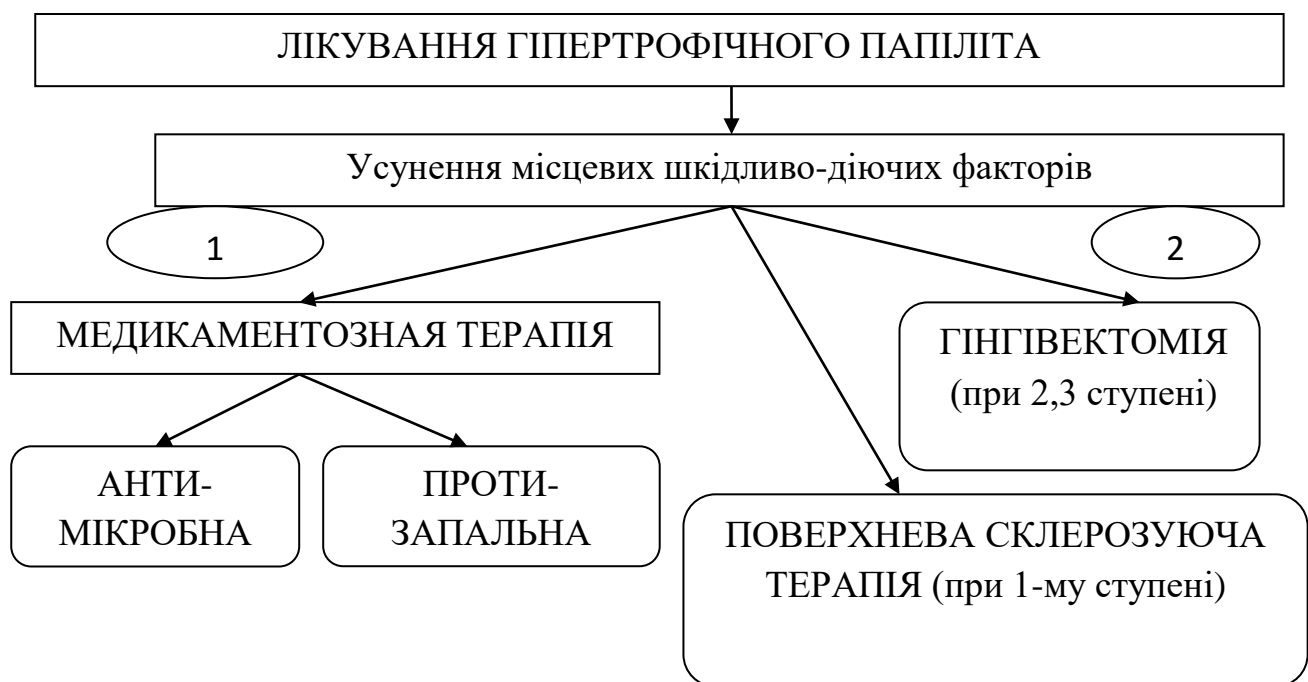 ЛІКУВАННЯ ГІПЕРТРОФІЧНОГО ПАПІЛІТА
Усунення місцевих шкідливо-діючих факторів
1
2
МЕДИКАМЕНТОЗНАЯ ТЕРАПІЯ
ГІНГІВЕКТОМІЯ
(при 2,3 ступені)
АНТИ-
МІКРОБНА
ПРОТИ-
ЗАПАЛЬНА
ПОВЕРХНЕВА СКЛЕРОЗУЮЧА
ТЕРАПІЯ (при 1-му ступені)